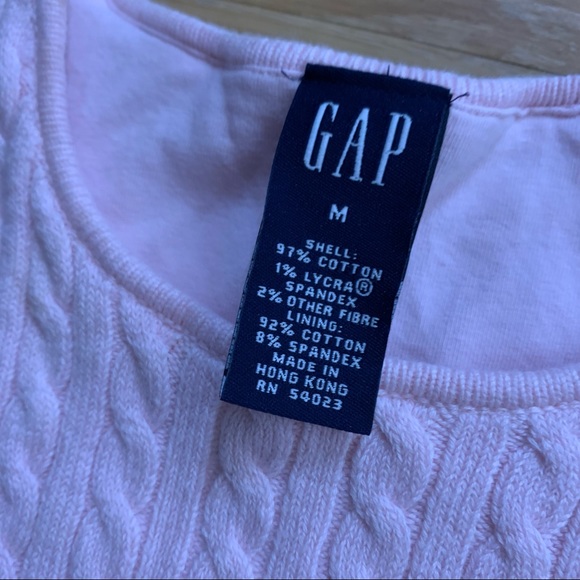 GAP
M
SHELL:
97% COTTON
1% LYCRA®
SPANDEX
2% OTHER FIBRE
LINING:
92% COTTON
8% SPANDEX
MADE IN
HONG KONG
RN 54023